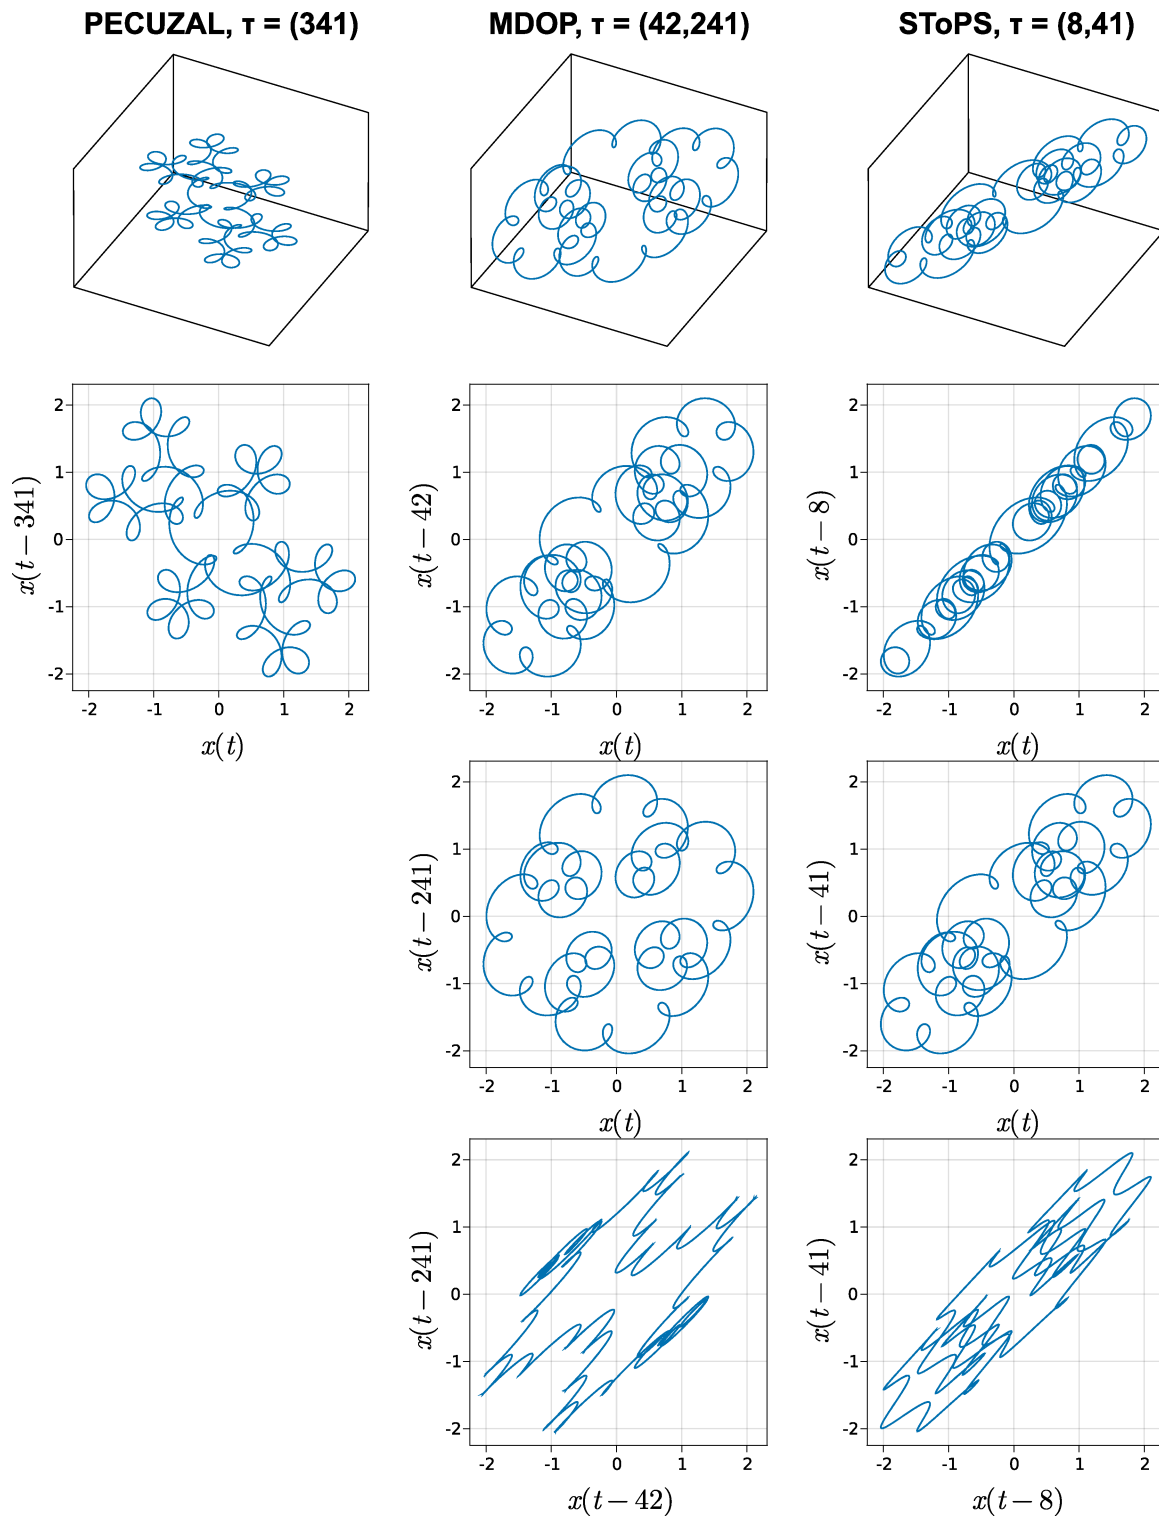 PECUZAL, τ = (341) MDOP, τ = (42,241) SToPS, τ = (8,41)
2 2 2
1 1 1
x(t − 341) x(t − 42) x(t − 8)
0 0 0
-1 -1 -1
-2 -2 -2
-2 -1 0 1 2 -2 -1 0 1 2 -2 -1 0 1 2
x(t) x(t) x(t)
2 2
1 1
x(t − 241) x(t − 41)
0 0
-1 -1
-2 -2
-2 -1 0 1 2 -2 -1 0 1 2
x(t) x(t)
2 2
1 1
x(t − 241) x(t − 41)
0 0
-1 -1
-2 -2
-2 -1 0 1 2 -2 -1 0 1 2
x(t − 42) x(t − 8)